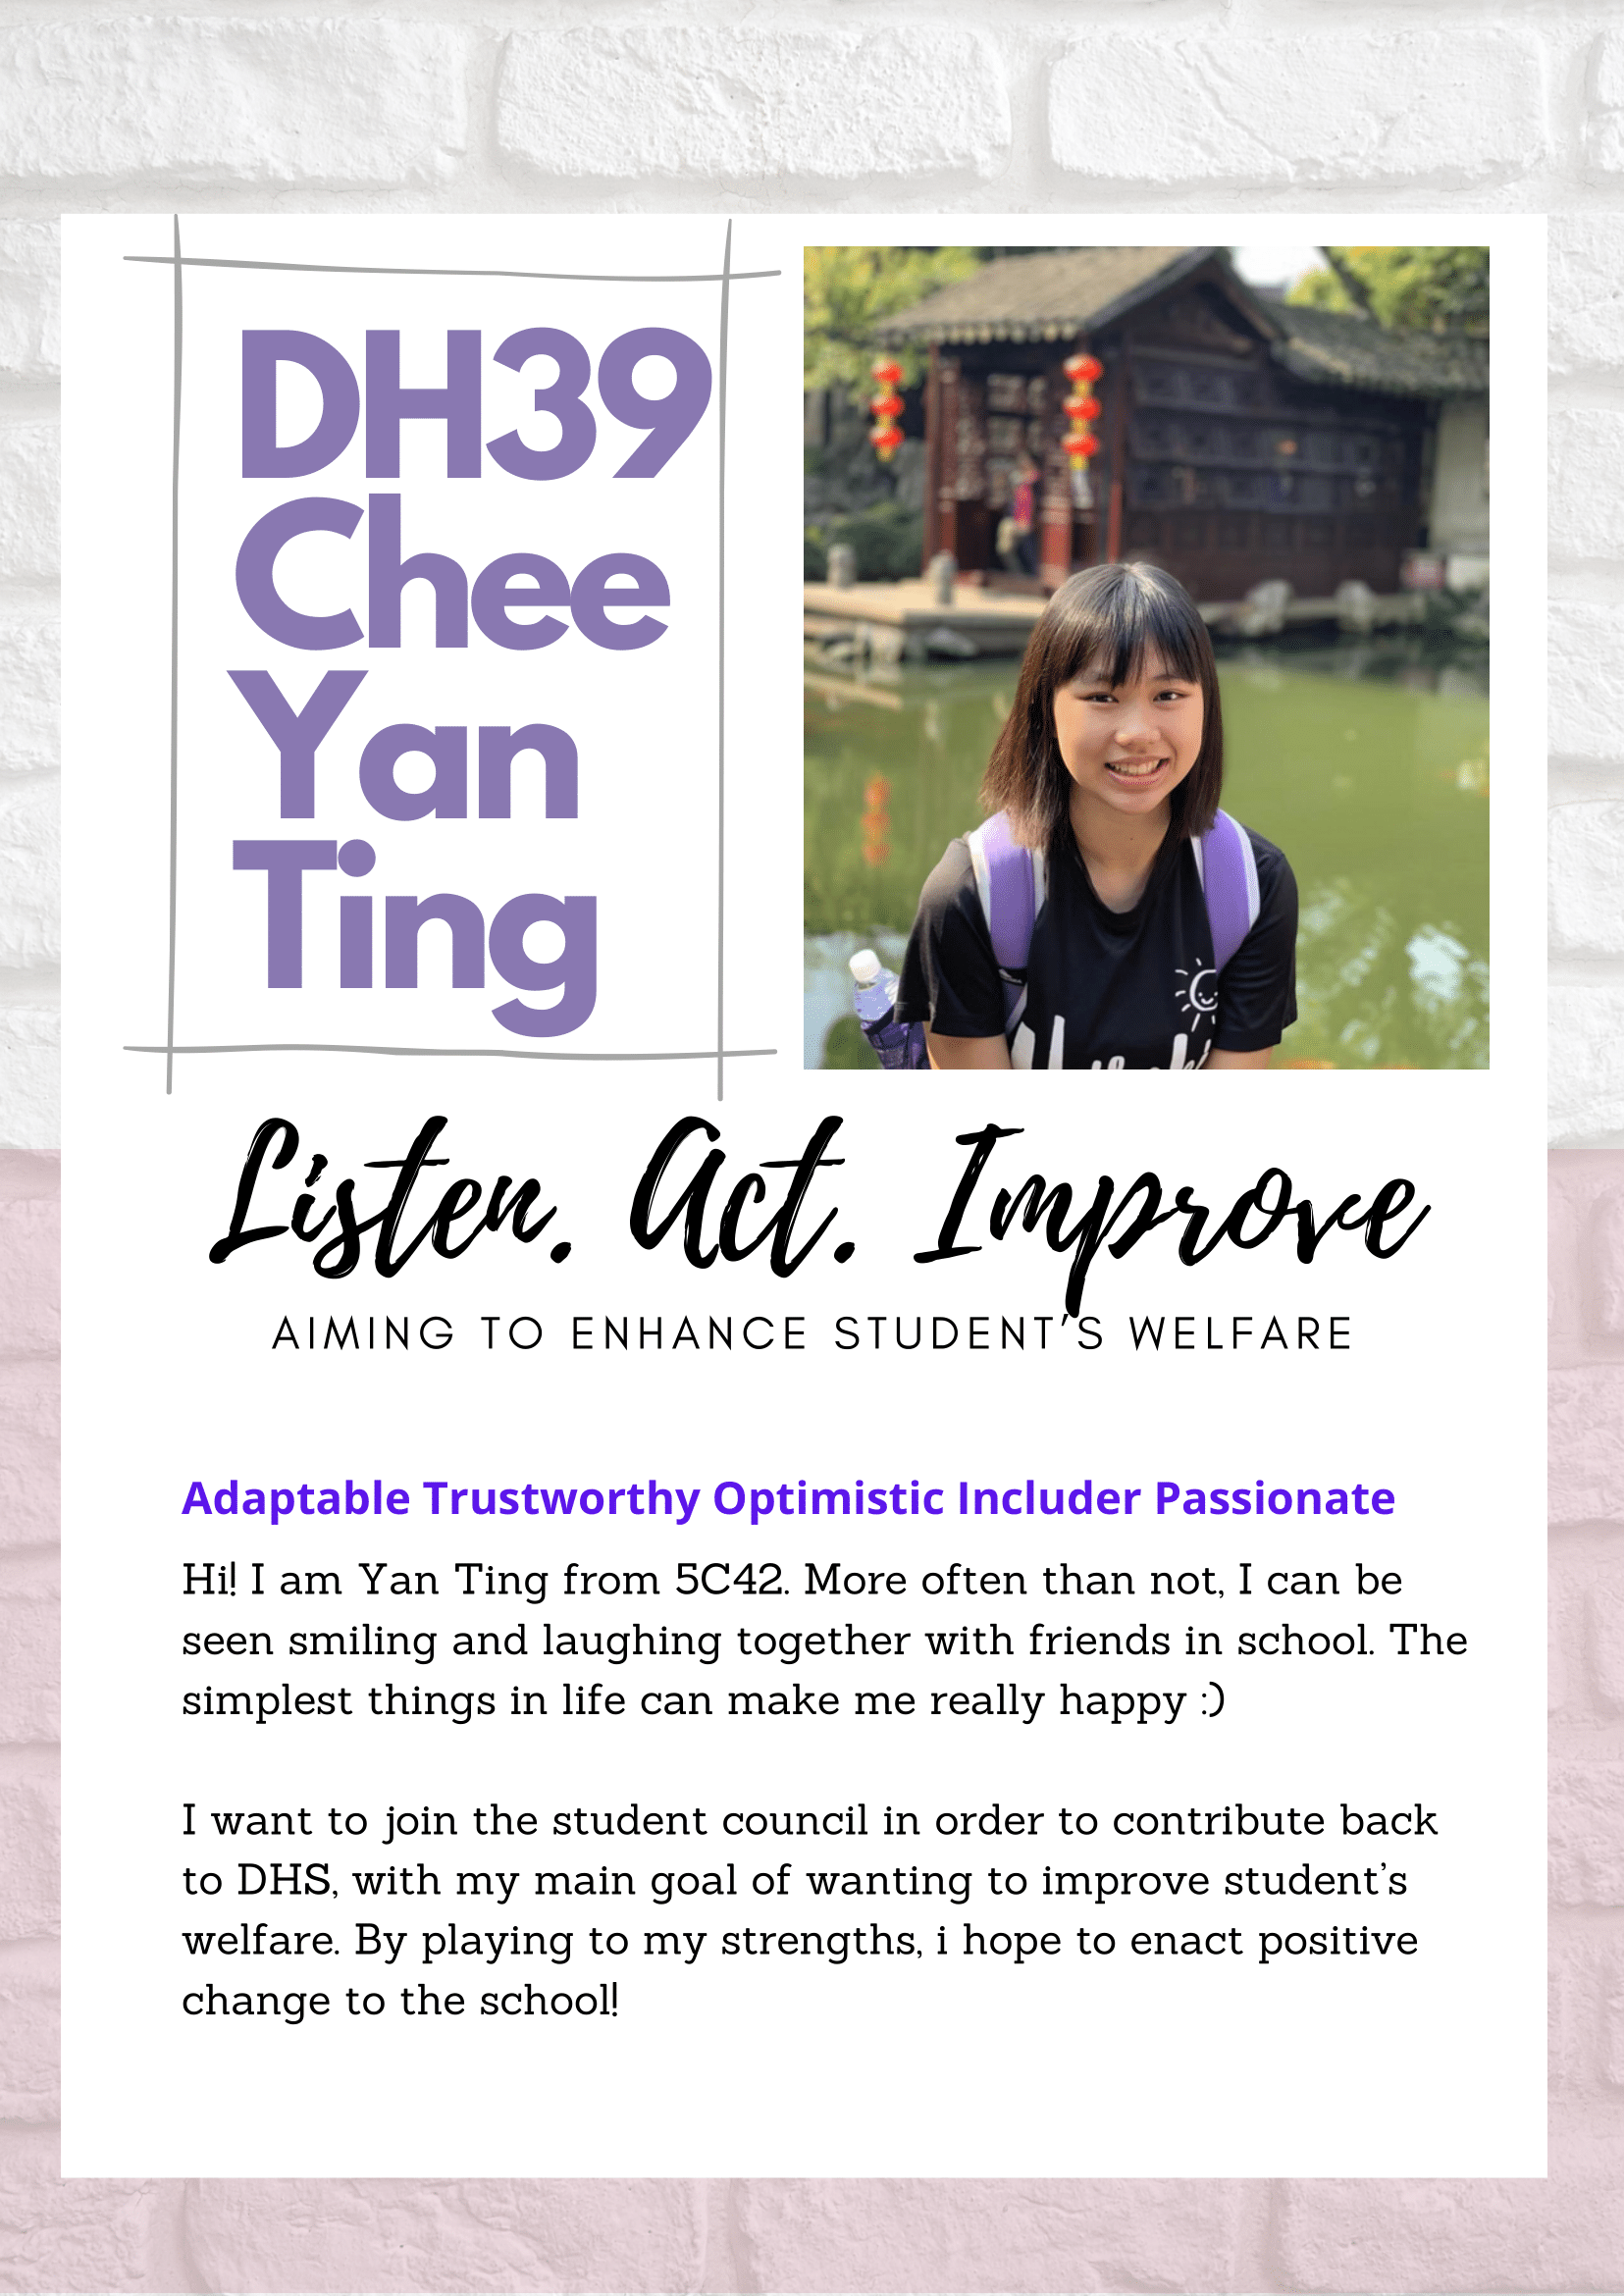 DH39
Chee
Yan
Ting
Listen. Act. Improve
AIMING TO ENHANCE STUDENT'S WELFARE
Adaptable Trustworthy Optimistic Includer Passionate
Hi! I am Yan Ting from 5C42. More often than not, I can be
seen smiling and laughing together with friends in school. The
simplest things in life can make me really happy :)
I want to join the student council in order to contribute back
to DHS, with my main goal of wanting to improve student's
welfare. By playing to my strengths, i hope to enact positive
change to the school!